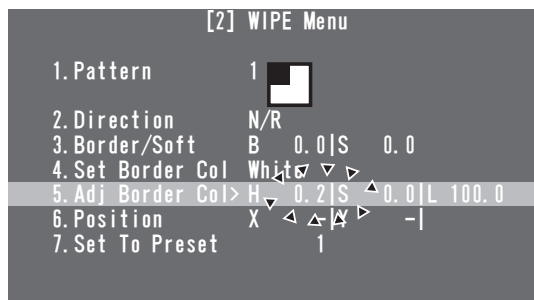 [2] WIPE Menu
1. Pattern 1
2. Direction N/R
3. Border/Soft B 0.0|S 0.0
4. Set Border Col White
5. Adj Border Col> H 0.2|S 0.0|L 100.0
6. Position X -|Y -|
7. Set To Preset 1